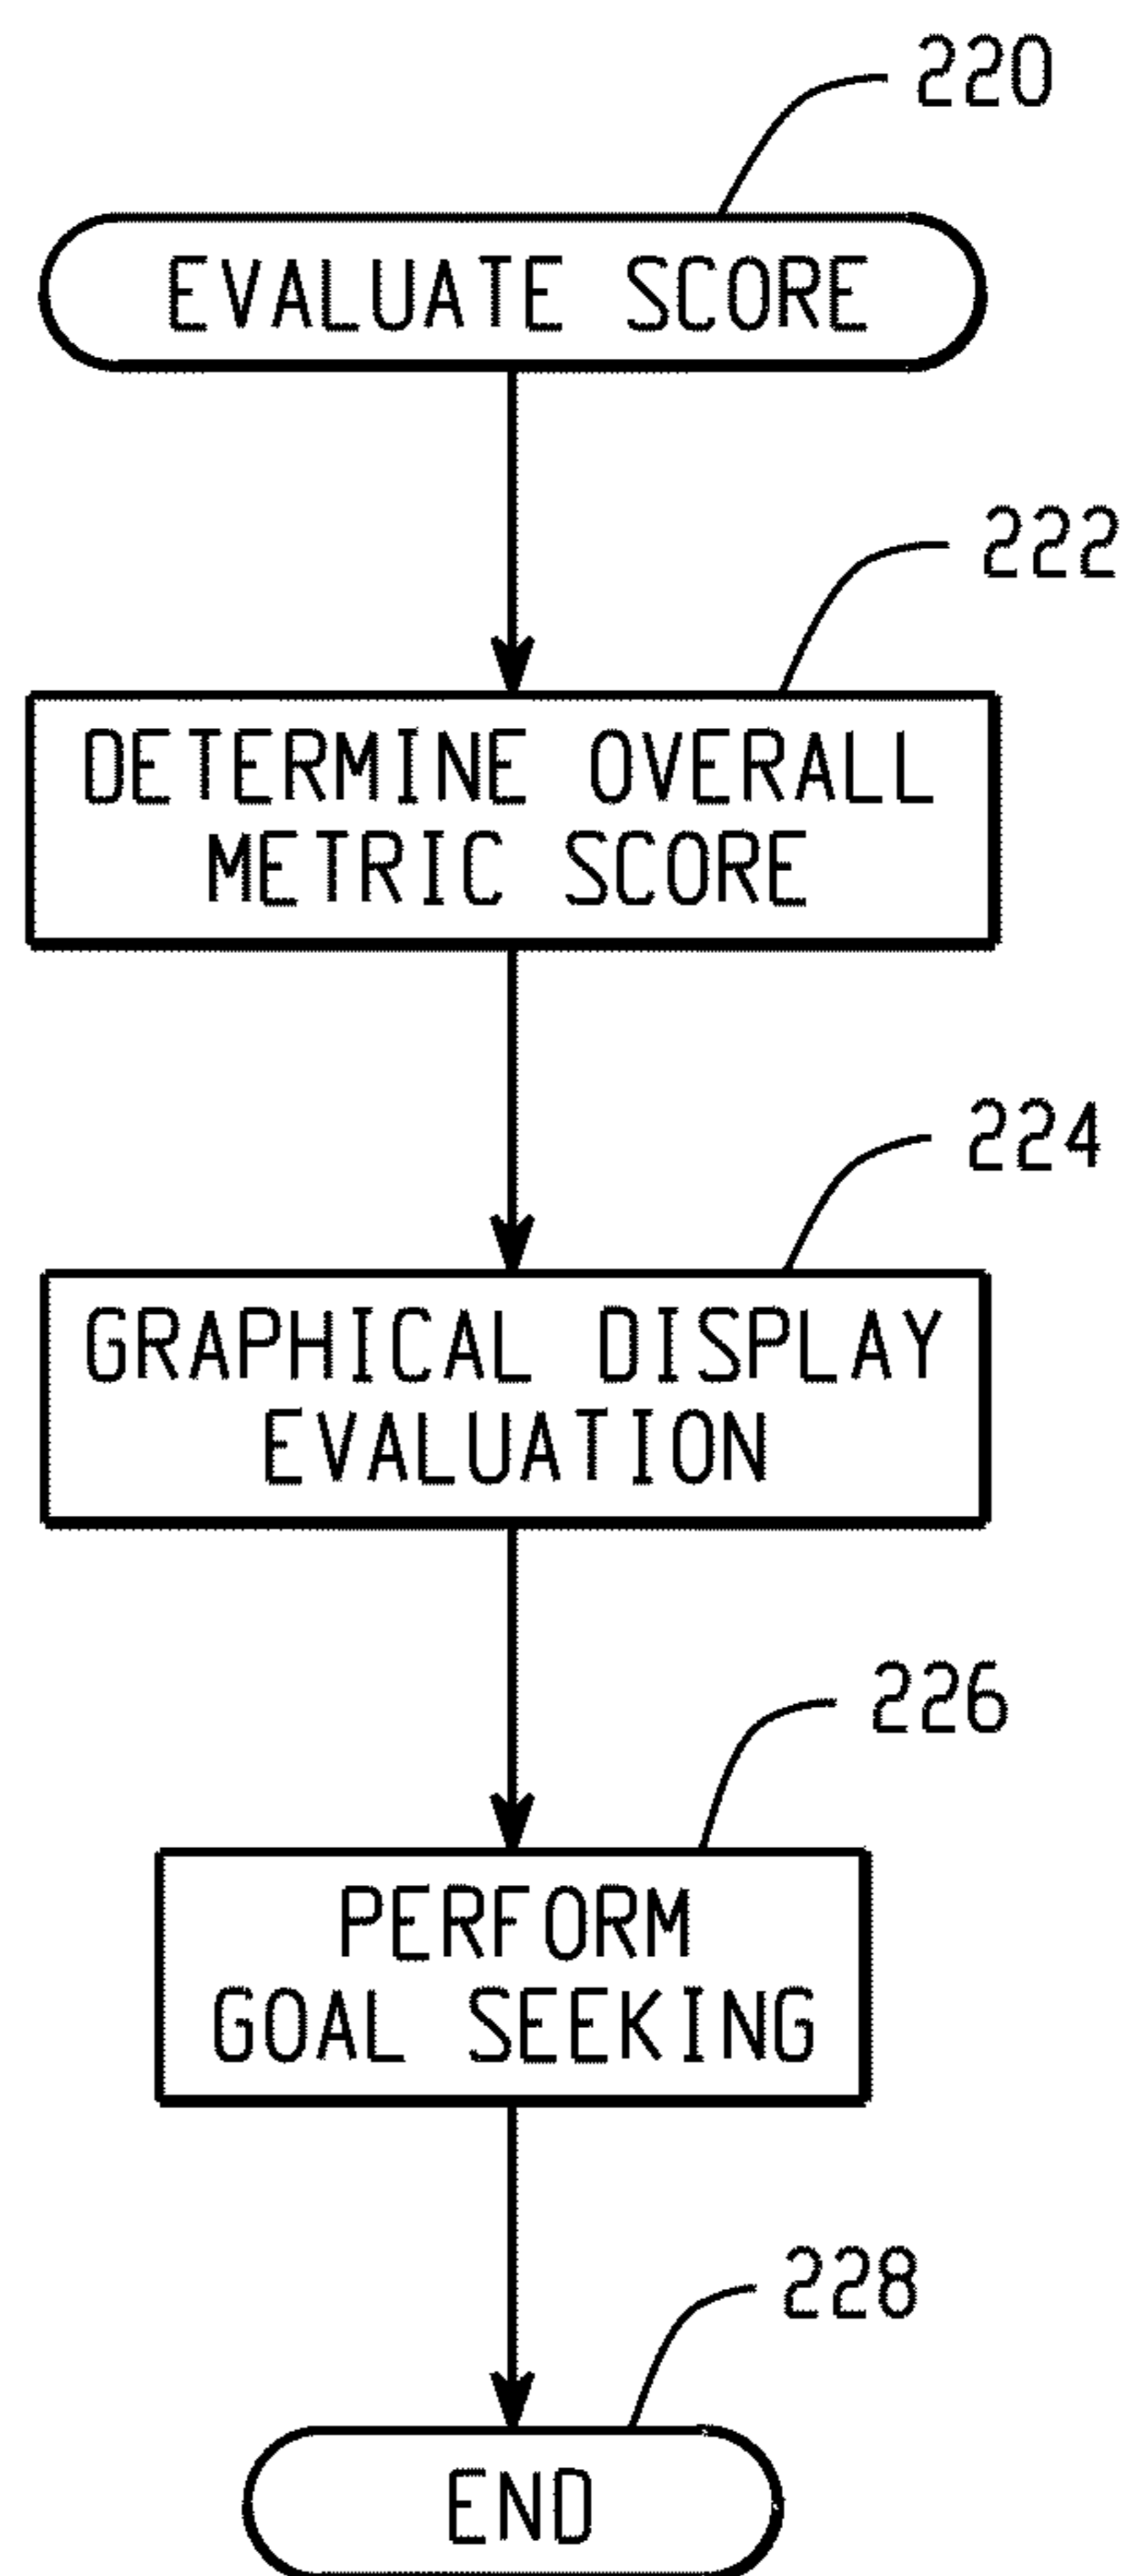 220
EVALUATE SCORE
222
DETERMINE OVERALL
METRIC SCORE
224
GRAPHICAL DISPLAY
EVALUATION
226
PERFORM
GOAL SEEKING
228
END